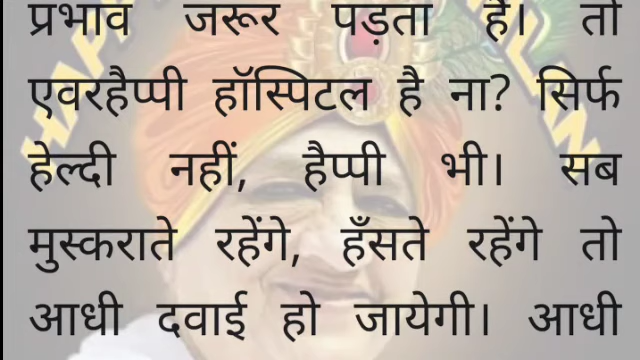 प्रभाव जरूर पड़ता है। तो
एवरहैप्पी हॉस्पिटल है ना? सिर्फ
हेल्दी नहीं, हैप्पी भी। सब
मुस्कराते रहेंगे, हँसते रहेंगे तो
आधी दवाई हो जायेगी। आधी